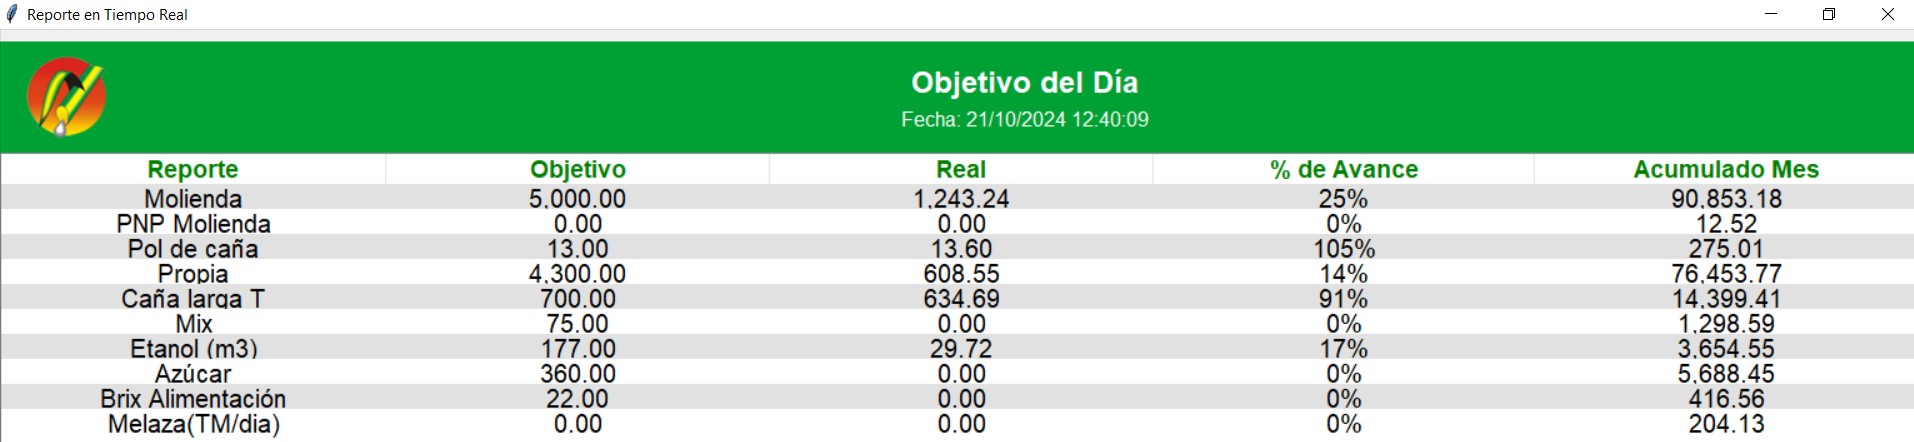 Reporte en Tiempo Real
Objetivo del Día
Fecha: 21/10/2024 12:40:09
Reporte Objetivo Real % de Avance Acumulado Mes
Molienda 5,000.00 1,243.24 25% 90,853.18
PNP Molienda 0.00 0.00 0% 12.52
Pol de caña 13.00 13.60 105% 275.01
Propia 4,300.00 608.55 14% 76,453.77
Caña larga T 700.00 634.69 91% 14,399.41
Mix 75.00 0.00 0% 1,298.59
Etanol (m3) 177.00 29.72 17% 3,654.55
Azúcar 360.00 0.00 0% 5,688.45
Brix Alimentación 22.00 0.00 0% 416.56
Melaza(TM/dia) 0.00 0.00 0% 204.13